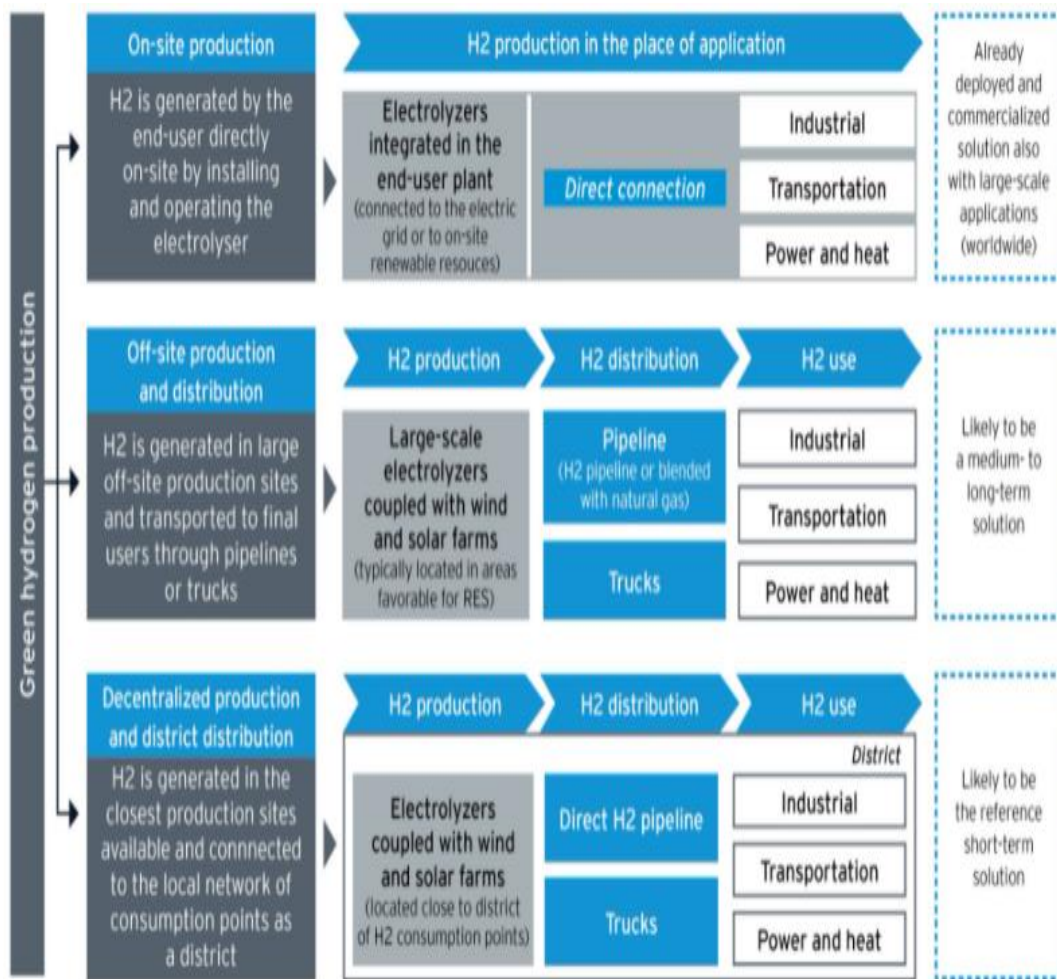 Green hydrogen production
On-site production
H2 is generated by the
end-user directly
on-site by installing
and operating the
electrolyser
H2 production in the place of application
Electrolyzers
integrated in the
end-user plant
(connected to the electric
grid or to on-site
renewable resouces)
Direct connection
Industrial
Transportation
Power and heat
Already
deployed and
commercialized
solution also
with large-scale
applications
(worldwide)
Off-site production
and distribution
H2 is generated in large
off-site production sites
and transported to final
users through pipelines
or trucks
H2 production
H2 distribution
H2 use
Large-scale
electrolyzers
coupled with wind
and solar farms
(typically located in areas
favorable for RES)
Pipeline
(H2 pipeline or blended
with natural gas)
Trucks
Industrial
Transportation
Power and heat
Likely to be
a medium- to
long-term
solution
Decentralized production
and district distribution
H2 is generated in the
closest production sites
available and connnected
to the local network of
consumption points as
a district
H2 production
H2 distribution
H2 use
District
Electrolyzers
coupled with wind
and solar farms
(located close to district
of H2 consumption points)
Direct H2 pipeline
Trucks
Industrial
Transportation
Power and heat
Likely to be
the reference
short-term
solution